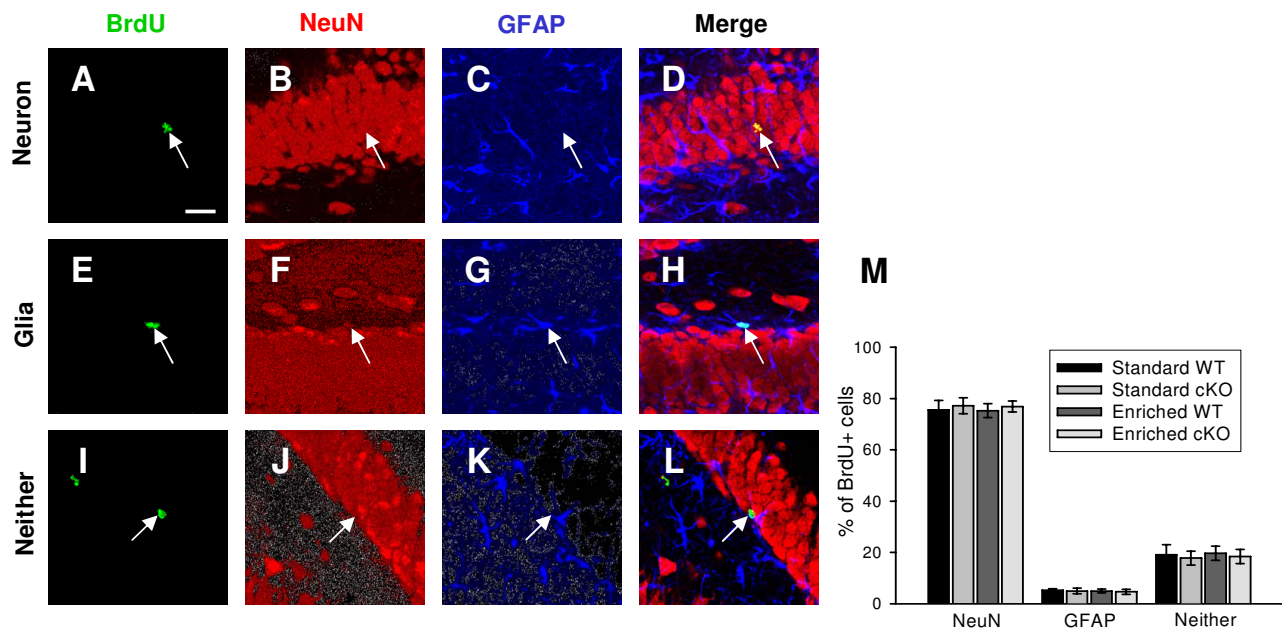 BrdU NeuN GFAP Merge
Neuron
A B C D
Glia
E F G H
Neither
I J K L
M
% of BrdU+ cells
100
80
60
40
20
0
Standard WT
Standard cKO
Enriched WT
Enriched cKO
NeuN GFAP Neither